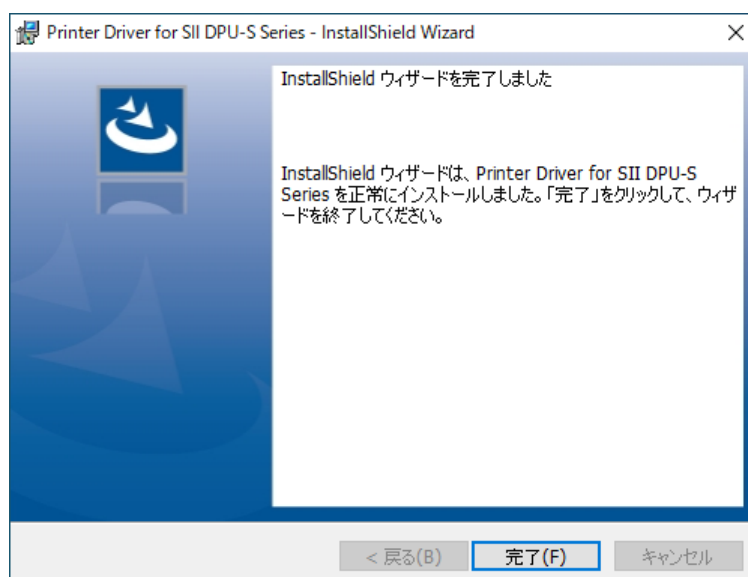 Printer Driver for SII DPU-S Series - InstallShield Wizard
InstallShield ウィザードを完了しました
InstallShield ウィザードは、Printer Driver for SII DPU-S
Series を正常にインストールしました。「完了」をクリックして、ウィザ
ードを終了してください。
< 戻る(B)
完了(F)
キャンセル